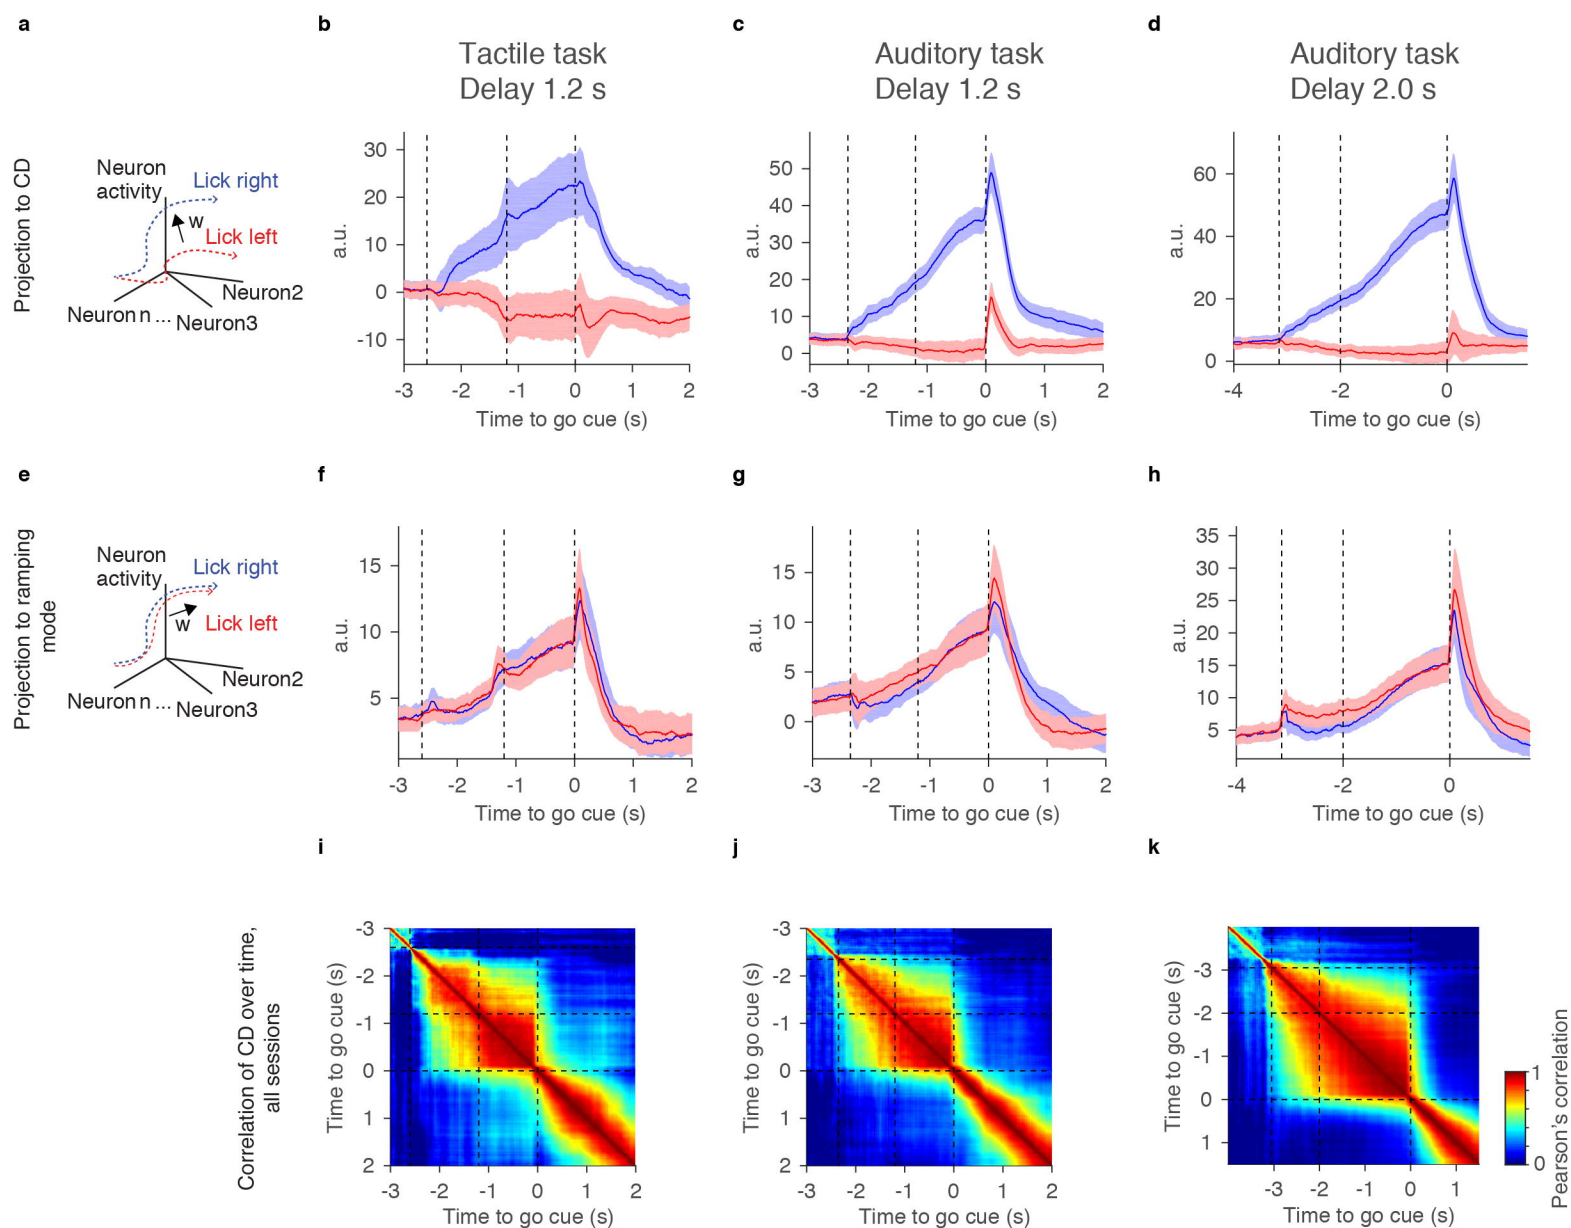 a
b
c
d
Tactile task
Delay 1.2 s
Auditory task
Delay 1.2 s
Auditory task
Delay 2.0 s
Projection to CD
Neuron
activity
Lick right
w
Lick left
Neuron2
Neuron n ... Neuron3
a.u.
30
20
10
0
-10
-3 -2 -1 0 1 2
Time to go cue (s)
a.u.
50
40
30
20
10
0
-3 -2 -1 0 1 2
Time to go cue (s)
a.u.
60
40
20
0
-4 -2 0
Time to go cue (s)
e
f
g
h
Projection to ramping
mode
Neuron
activity
Lick right
w
Lick left
Neuron2
Neuron n ... Neuron3
a.u.
15
10
5
-3 -2 -1 0 1 2
Time to go cue (s)
a.u.
15
10
5
0
-3 -2 -1 0 1 2
Time to go cue (s)
a.u.
35
30
25
20
15
10
5
-4 -2 0
Time to go cue (s)
i
j
k
Correlation of CD over time,
all sessions
Time to go cue (s)
-3
-2
-1
0
1
2
-3 -2 -1 0 1 2
Time to go cue (s)
Time to go cue (s)
-3
-2
-1
0
1
2
-3 -2 -1 0 1 2
Time to go cue (s)
Time to go cue (s)
-3
-2
-1
0
1
-3 -2 -1 0 1
Time to go cue (s)
1
0
Pearson's correlation